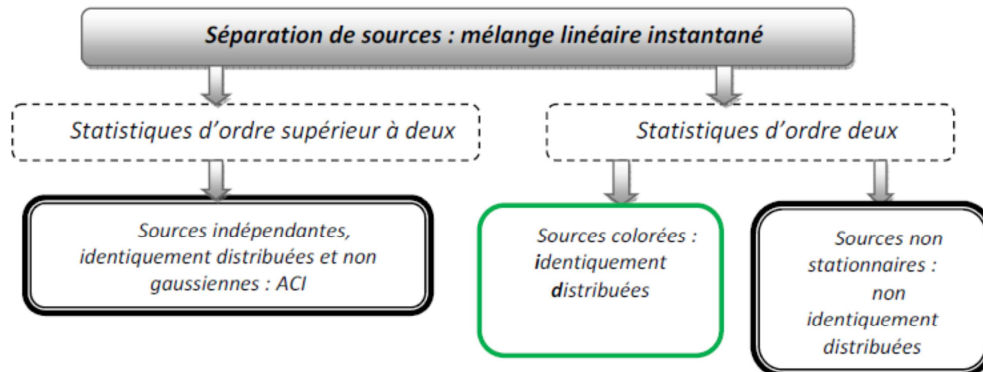 Séparation de sources : mélange linéaire instantané
Statistiques d'ordre supérieur à deux
Statistiques d'ordre deux
Sources indépendantes,
identiquement distribuées et non
gaussiennes : ACI
Sources colorées :
identiquement
distribuées
Sources non
stationnaires :
non
identiquement
distribuées